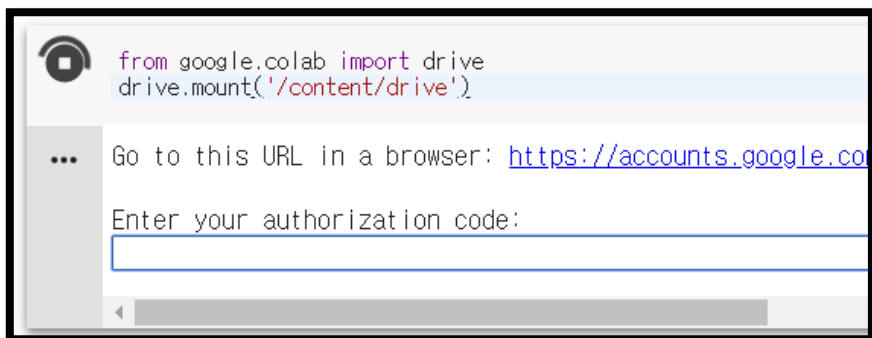 from google.colab import drive
drive.mount('/content/drive')
Go to this URL in a browser: https://accounts.google.co
Enter your authorization code: